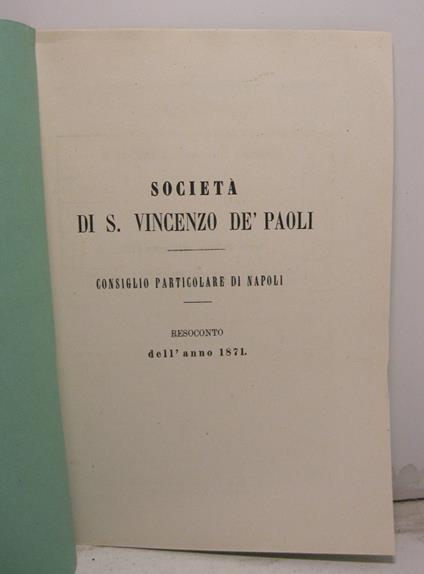 SOCIETÀ
DI S. VINCENZO DE' PAOLI
CONSIGLIO PARTICOLARE DI NAPOLI
RESOCONTO
dell'anno 1871.